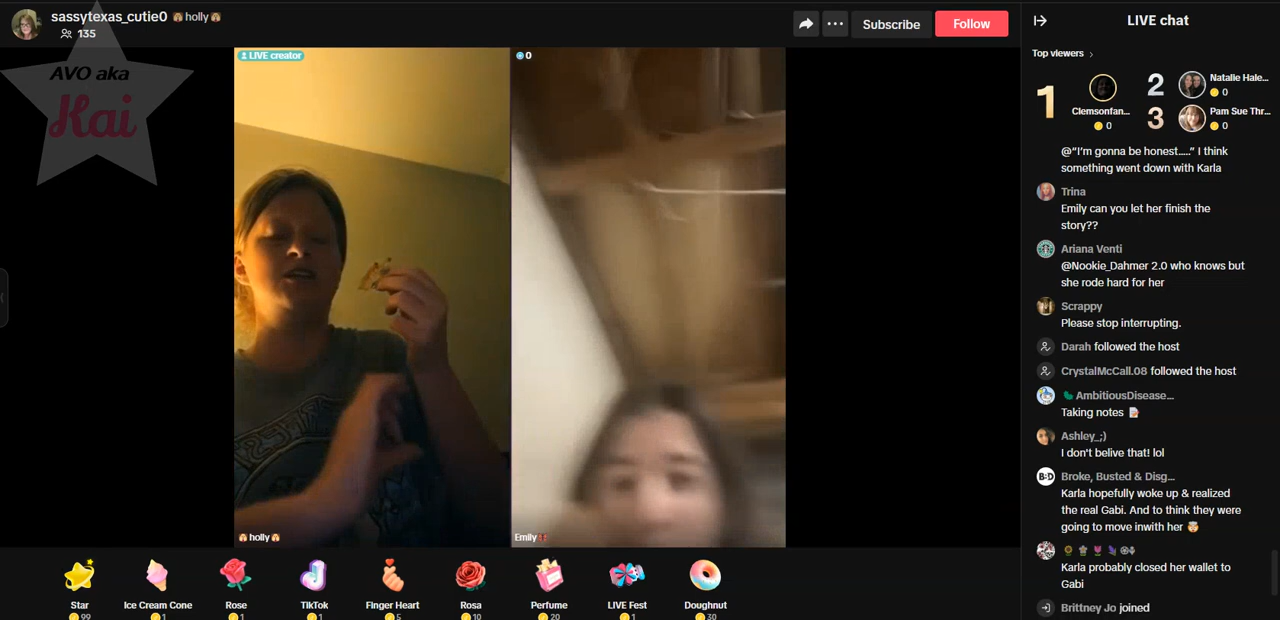 sassytexas_cutie0 🙈holly🙈
135
AVO aka
Kai
Subscribe
Follow
LIVE creator
0
holly
Emily
Star
99
Ice Cream Cone
1
Rose
1
TikTok
1
Finger Heart
5
Rosa
10
Perfume
20
LIVE Fest
1
Doughnut
30
LIVE chat
Top viewers
1
Clemsonfan...
0
2
Natalie Hale...
0
3
Pam Sue Thr...
0
@"I'm gonna be honest....." I think
something went down with Karla
Trina
Emily can you let her finish the
story??
Ariana Venti
@Nookie_Dahmer 2.0 who knows but
she rode hard for her
Scrappy
Please stop interrupting.
Darah followed the host
CrystalMcCall.08 followed the host
AmbitiousDisease...
Taking notes 📝
Ashley_;)
I don't belive that! lol
B:D
Broke, Busted & Disg...
Karla hopefully woke up & realized
the real Gabi. And to think they were
going to move inwith her 🤯
Karla probably closed her wallet to
Gabi
Brittney Jo joined